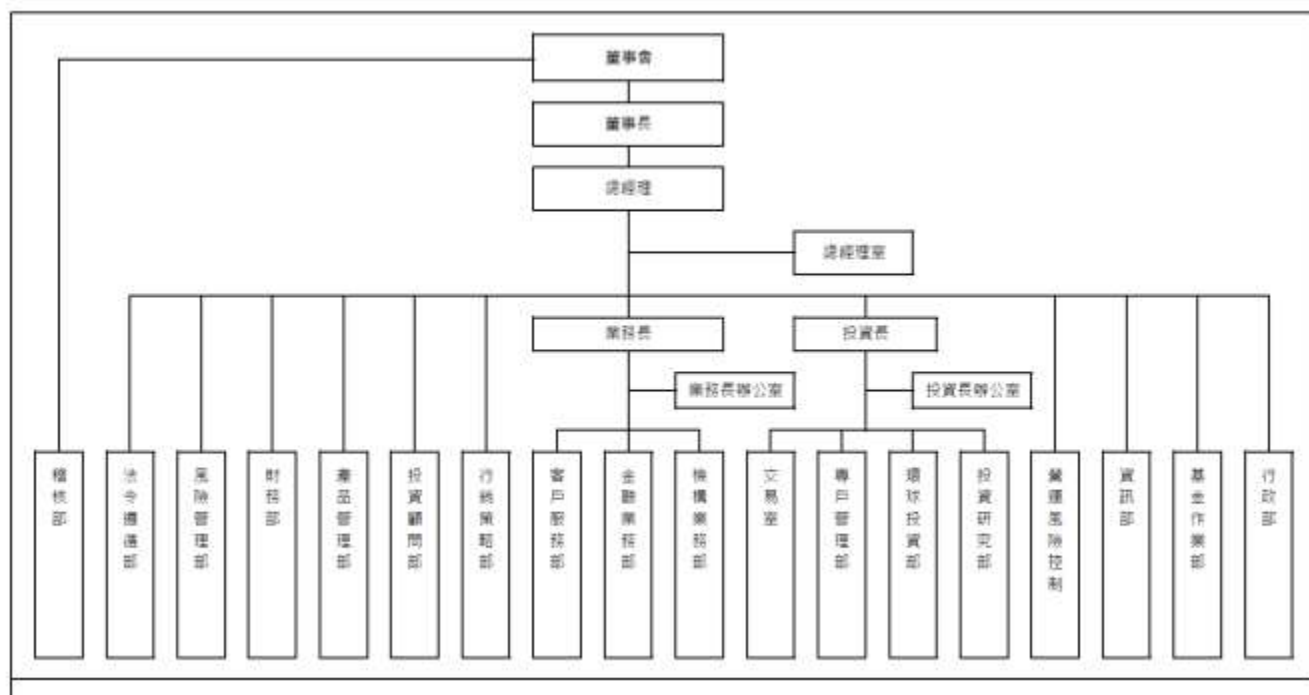 董事會
董事長
總經理
總經理室
業務長
投資長
業務長辦公室
投資長辦公室
稽核部
法令遵循部
風險管理部
財務部
產品管理部
投資顧問部
行銷策略部
客戶服務部
金融業務部
機構業務部
交易室
專戶管理部
環球投資部
投資研究部
營運風險控制
資訊部
基金作業部
行政部